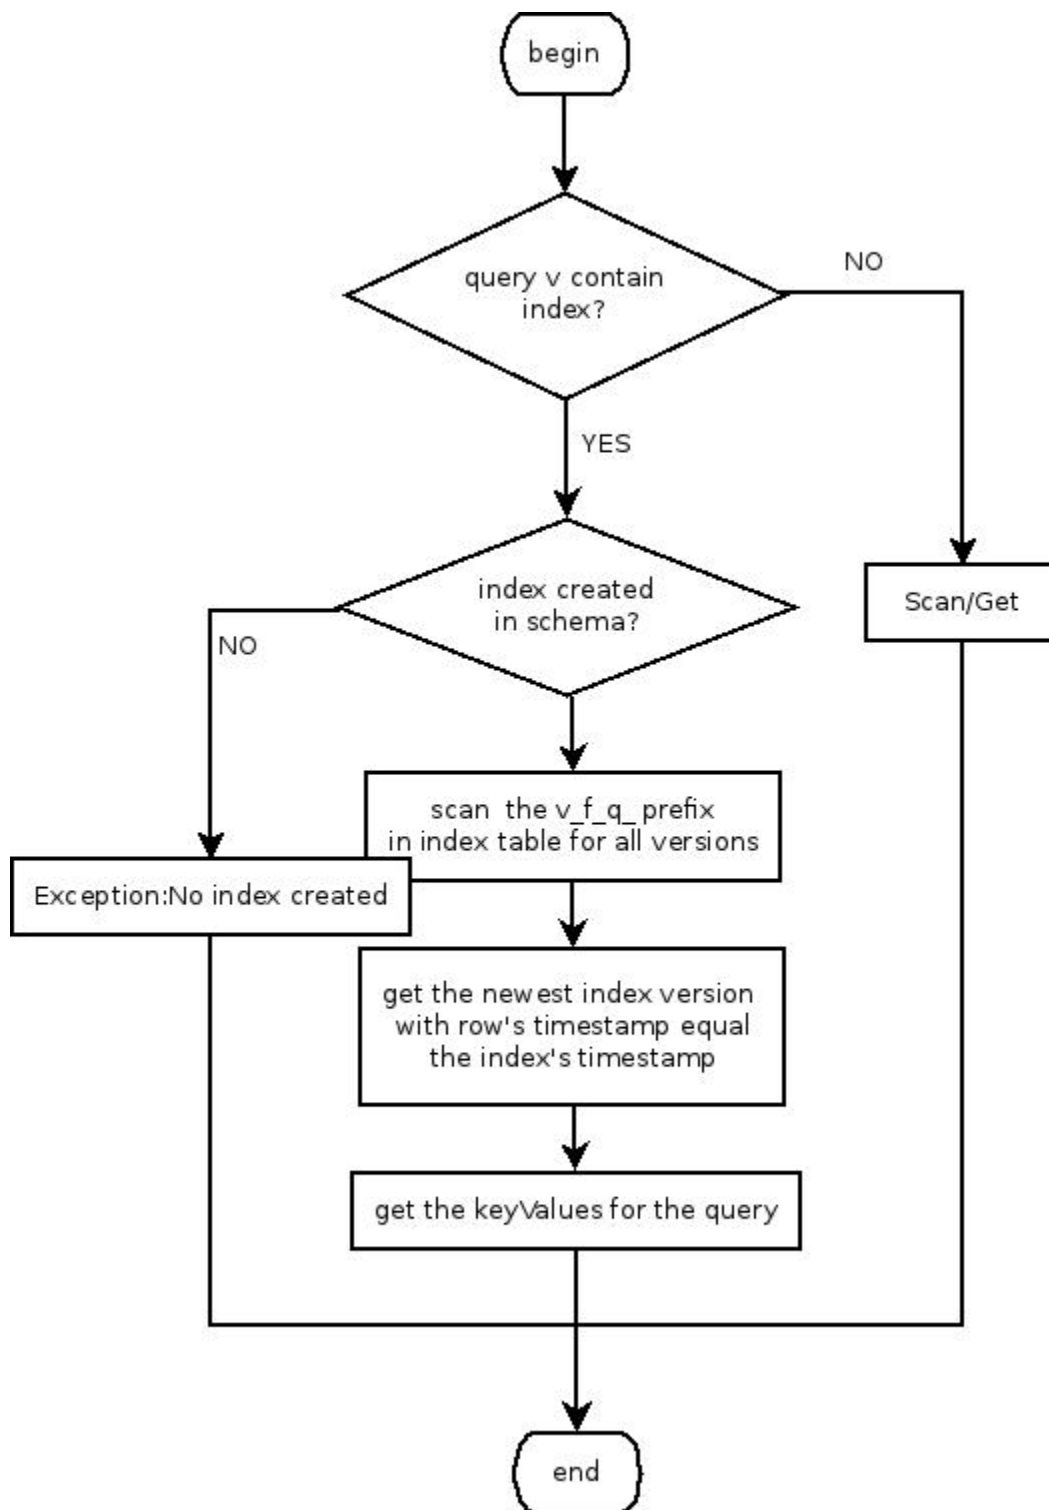 begin
query v contain
index?
NO
YES
index created
in schema?
NO
Scan/Get
scan the v_f_q_ prefix
in index table for all versions
Exception:No index created
get the newest index version
with row's timestamp equal
the index's timestamp
get the keyValues for the query
end